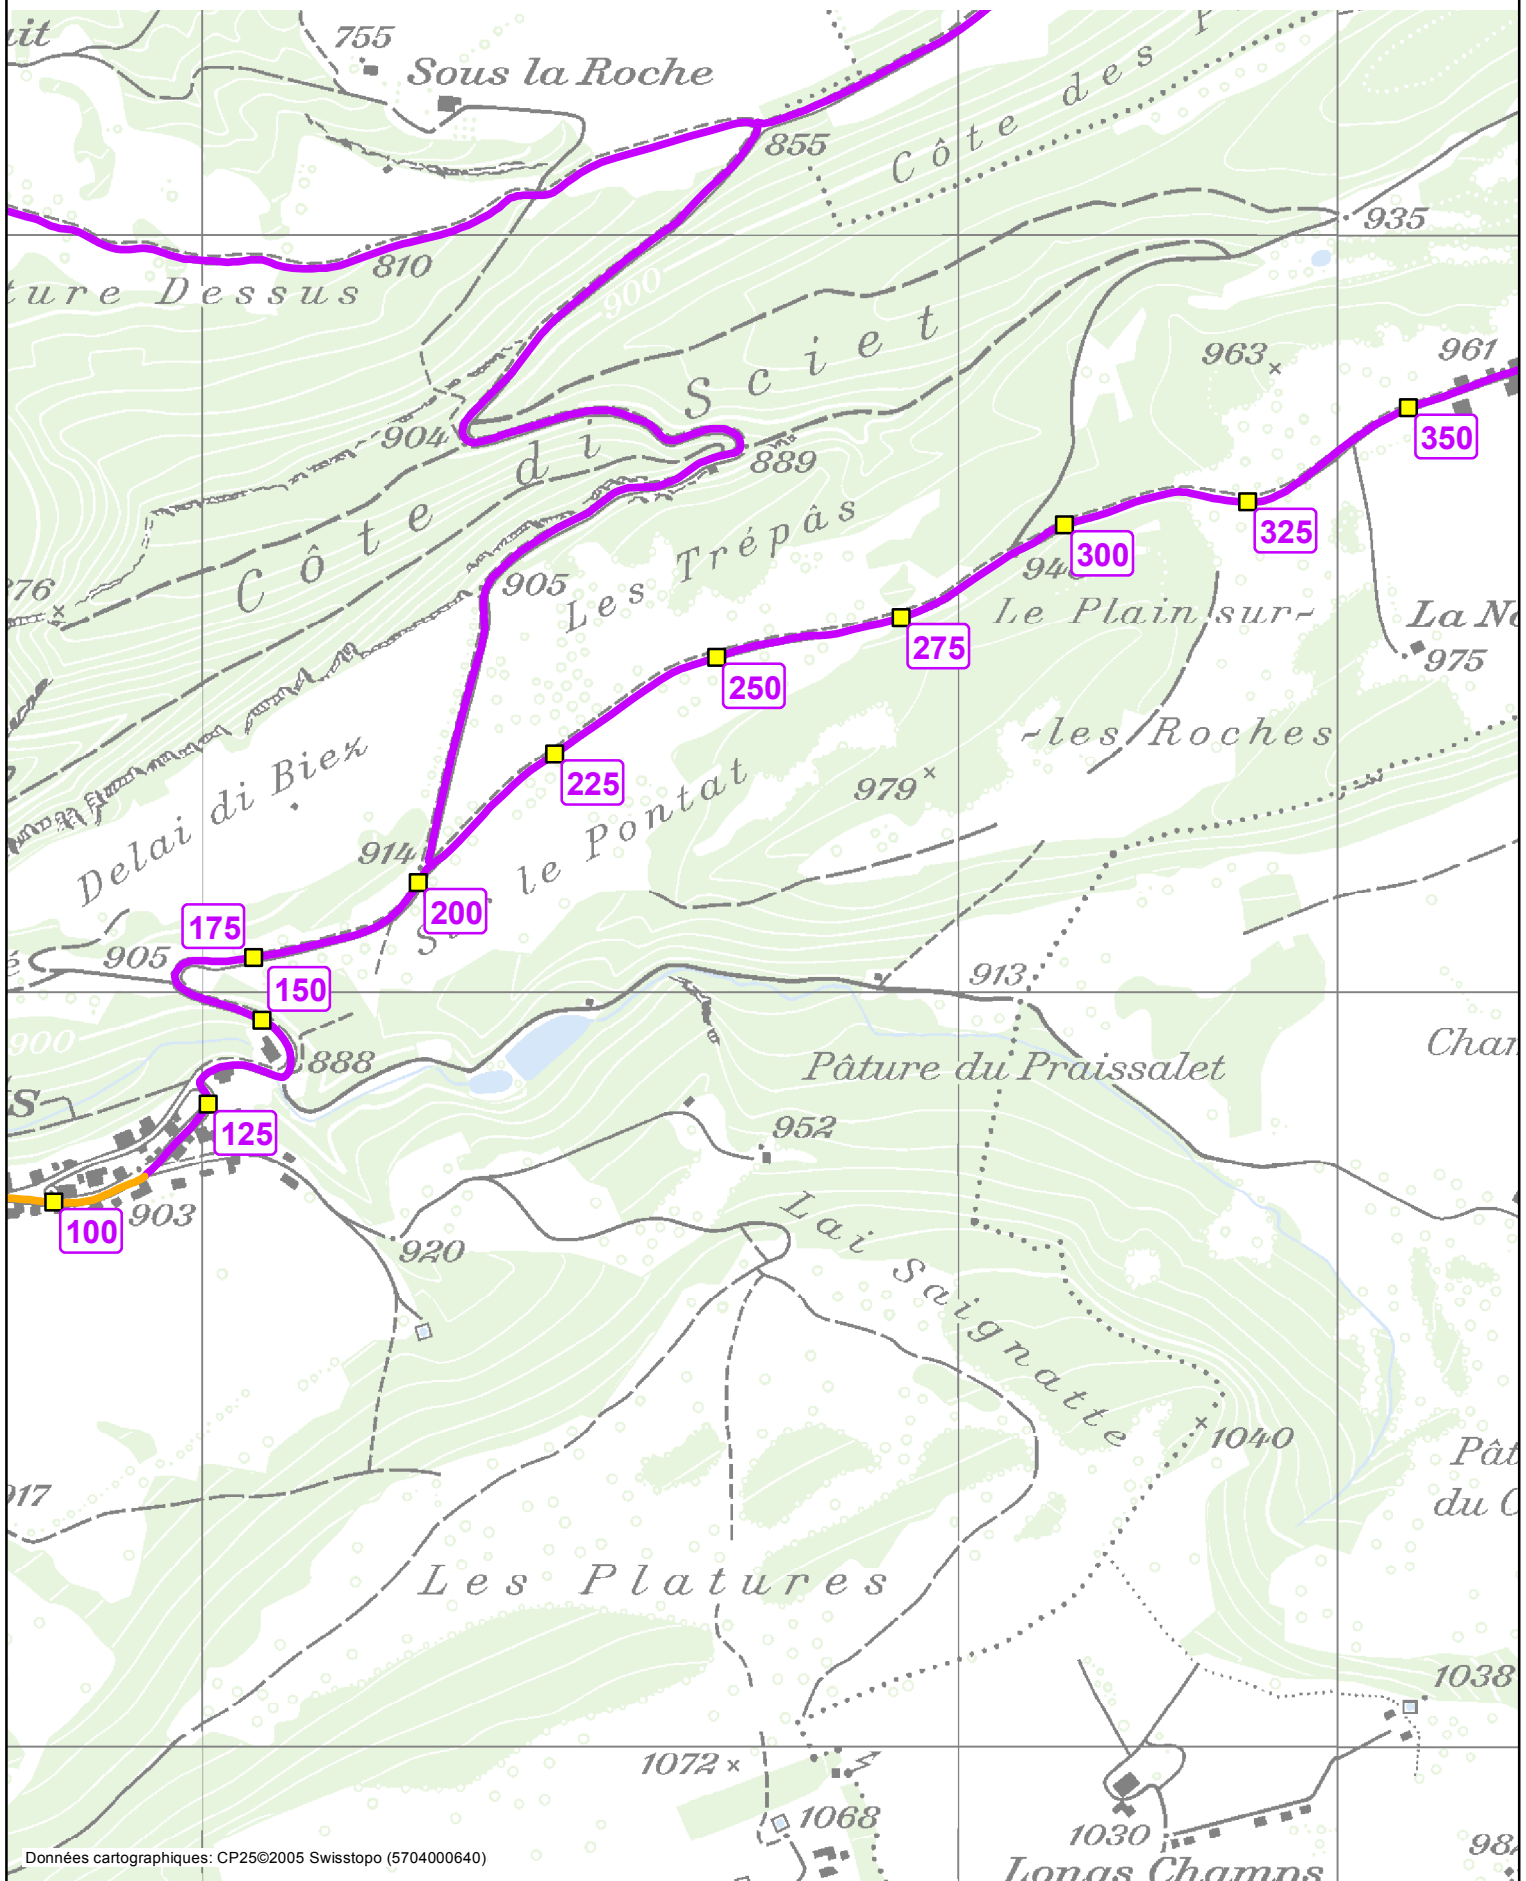 755
Sous la Roche
855
Côte des
935
810
ture Dessus
900
Côte di Sciet
963
961
904
889
350
325
300
Les Trépâs
905
Le Plain sur-
-les Roches
La
975
275
250
225
Delai di Biez
le Pontat
979
914
200
175
905
150
913
900
888
Pâture du Praissalet
S
125
952
903
100
920
Lai Saignatte
1040
917
du
Les Platures
1038
1072
1068
1030
Longs Champs
Données cartographiques: CP25©2005 Swisstopo (5704000640)